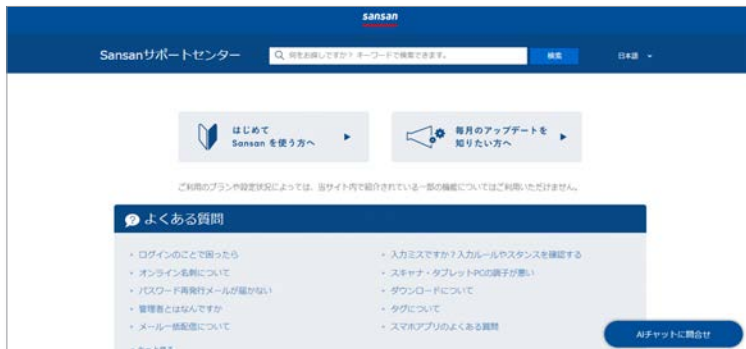 sansan
Sansanサポートセンター
何をお探しですか? キーワードで検索できます。
検索
日本語
はじめて
Sansan を使う方へ
毎月のアップデートを
知りたい方へ
ご利用のプランや設定状況によっては、当サイト内で紹介されている一部の機能についてはご利用いただけません。
よくある質問
・ログインのことで困ったら
・オンライン名刺について
・パスワード再発行メールが届かない
・管理者とはなんですか
・メール一括配信について
・入力ミスですか?入力ルールやスタンスを確認する
・スキャナ・タブレットPCの調子が悪い
・ダウンロードについて
・タグについて
・スマホアプリのよくある質問
AIチャットに問合せ